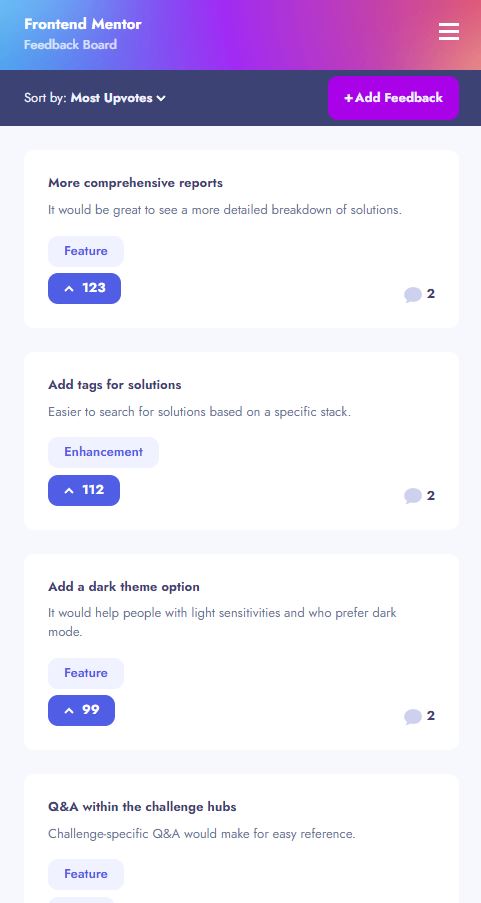 Frontend Mentor
Feedback Board
Sort by: Most Upvotes
+ Add Feedback
More comprehensive reports
It would be great to see a more detailed breakdown of solutions.
Feature
123
2
Add tags for solutions
Easier to search for solutions based on a specific stack.
Enhancement
112
2
Add a dark theme option
It would help people with light sensitivities and who prefer dark
mode.
Feature
99
2
Q&A within the challenge hubs
Challenge-specific Q&A would make for easy reference.
Feature